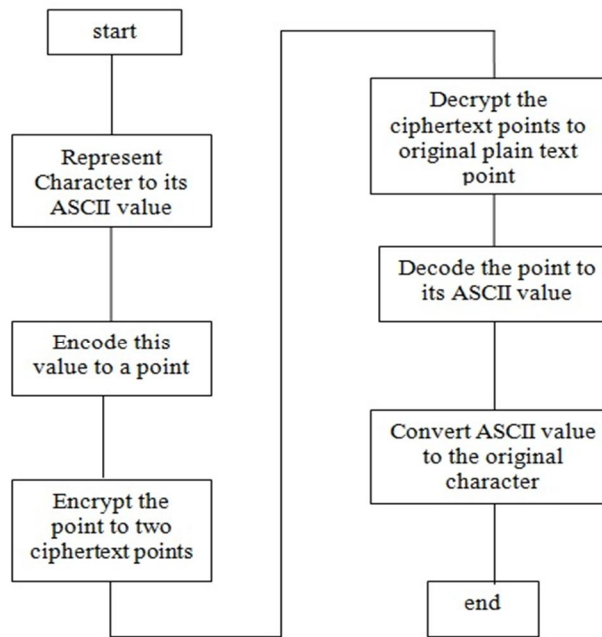 start
Represent
Character to its
ASCII value
Encode this
value to a point
Encrypt the
point to two
ciphertext points
Decrypt the
ciphertext points to
original plain text
point
Decode the point to
its ASCII value
Convert ASCII value
to the original
character
end